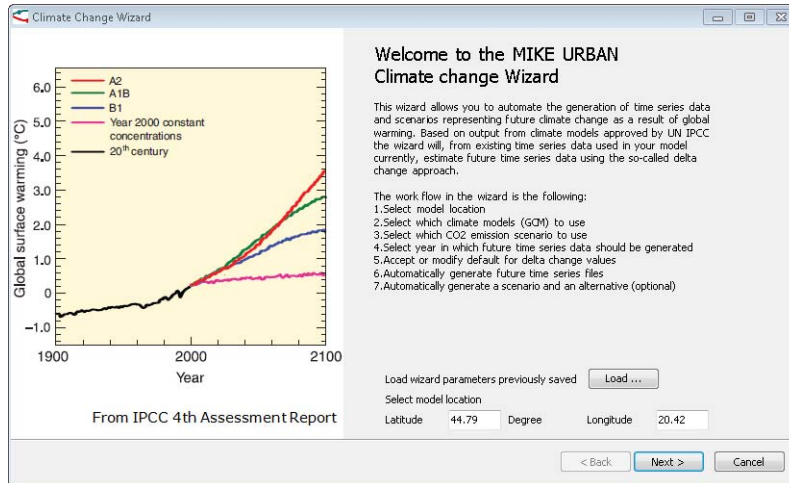 Climate Change Wizard
Global surface warming (°C)
6.0
5.0
4.0
3.0
2.0
1.0
0
–1.0
A2
A1B
B1
Year 2000 constant
concentrations
20th century
1900
2000
2100
Year
From IPCC 4th Assessment Report
Welcome to the MIKE URBAN
Climate change Wizard
This wizard allows you to automate the generation of time series data
and scenarios representing future climate change as a result of global
warming. Based on output from climate models approved by UN IPCC
the wizard will, from existing time series data used in your model
currently, estimate future time series data using the so-called delta
change approach.
The work flow in the wizard is the following:
1.Select model location
2.Select which climate models (GCM) to use
3.Select which CO2 emission scenario to use
4.Select year in which future time series data should be generated
5.Accept or modify default for delta change values
6.Automatically generate future time series files
7.Automatically generate a scenario and an alternative (optional)
Load wizard parameters previously saved Load ...
Select model location
Latitude 44.79 Degree Longitude 20.42
< Back Next > Cancel